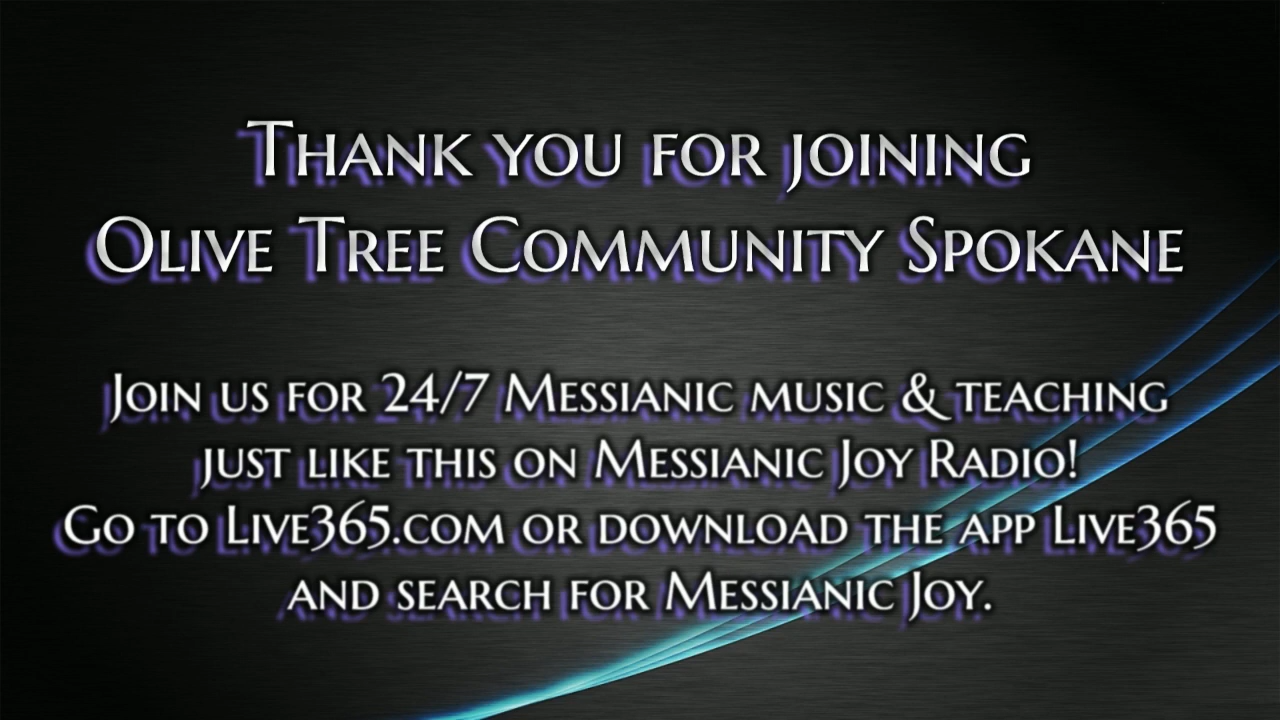 Thank you for joining
Olive Tree Community Spokane
Join us for 24/7 Messianic music & teaching
just like this on Messianic Joy Radio!
Go to Live365.com or download the app Live365
and search for Messianic Joy.